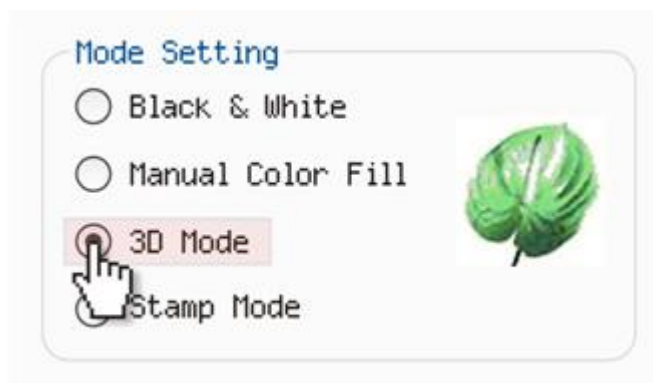 Mode Setting
Black & White
Manual Color Fill
3D Mode
Stamp Mode